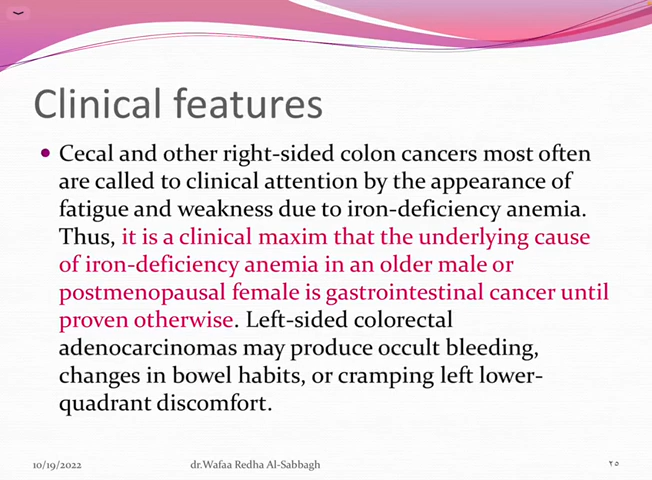 Clinical features
• Cecal and other right-sided colon cancers most often
are called to clinical attention by the appearance of
fatigue and weakness due to iron-deficiency anemia.
Thus, it is a clinical maxim that the underlying cause
of iron-deficiency anemia in an older male or
postmenopausal female is gastrointestinal cancer until
proven otherwise. Left-sided colorectal
adenocarcinomas may produce occult bleeding,
changes in bowel habits, or cramping left lower-
quadrant discomfort.
10/19/2022 dr.Wafaa Redha Al-Sabbagh ٢٥